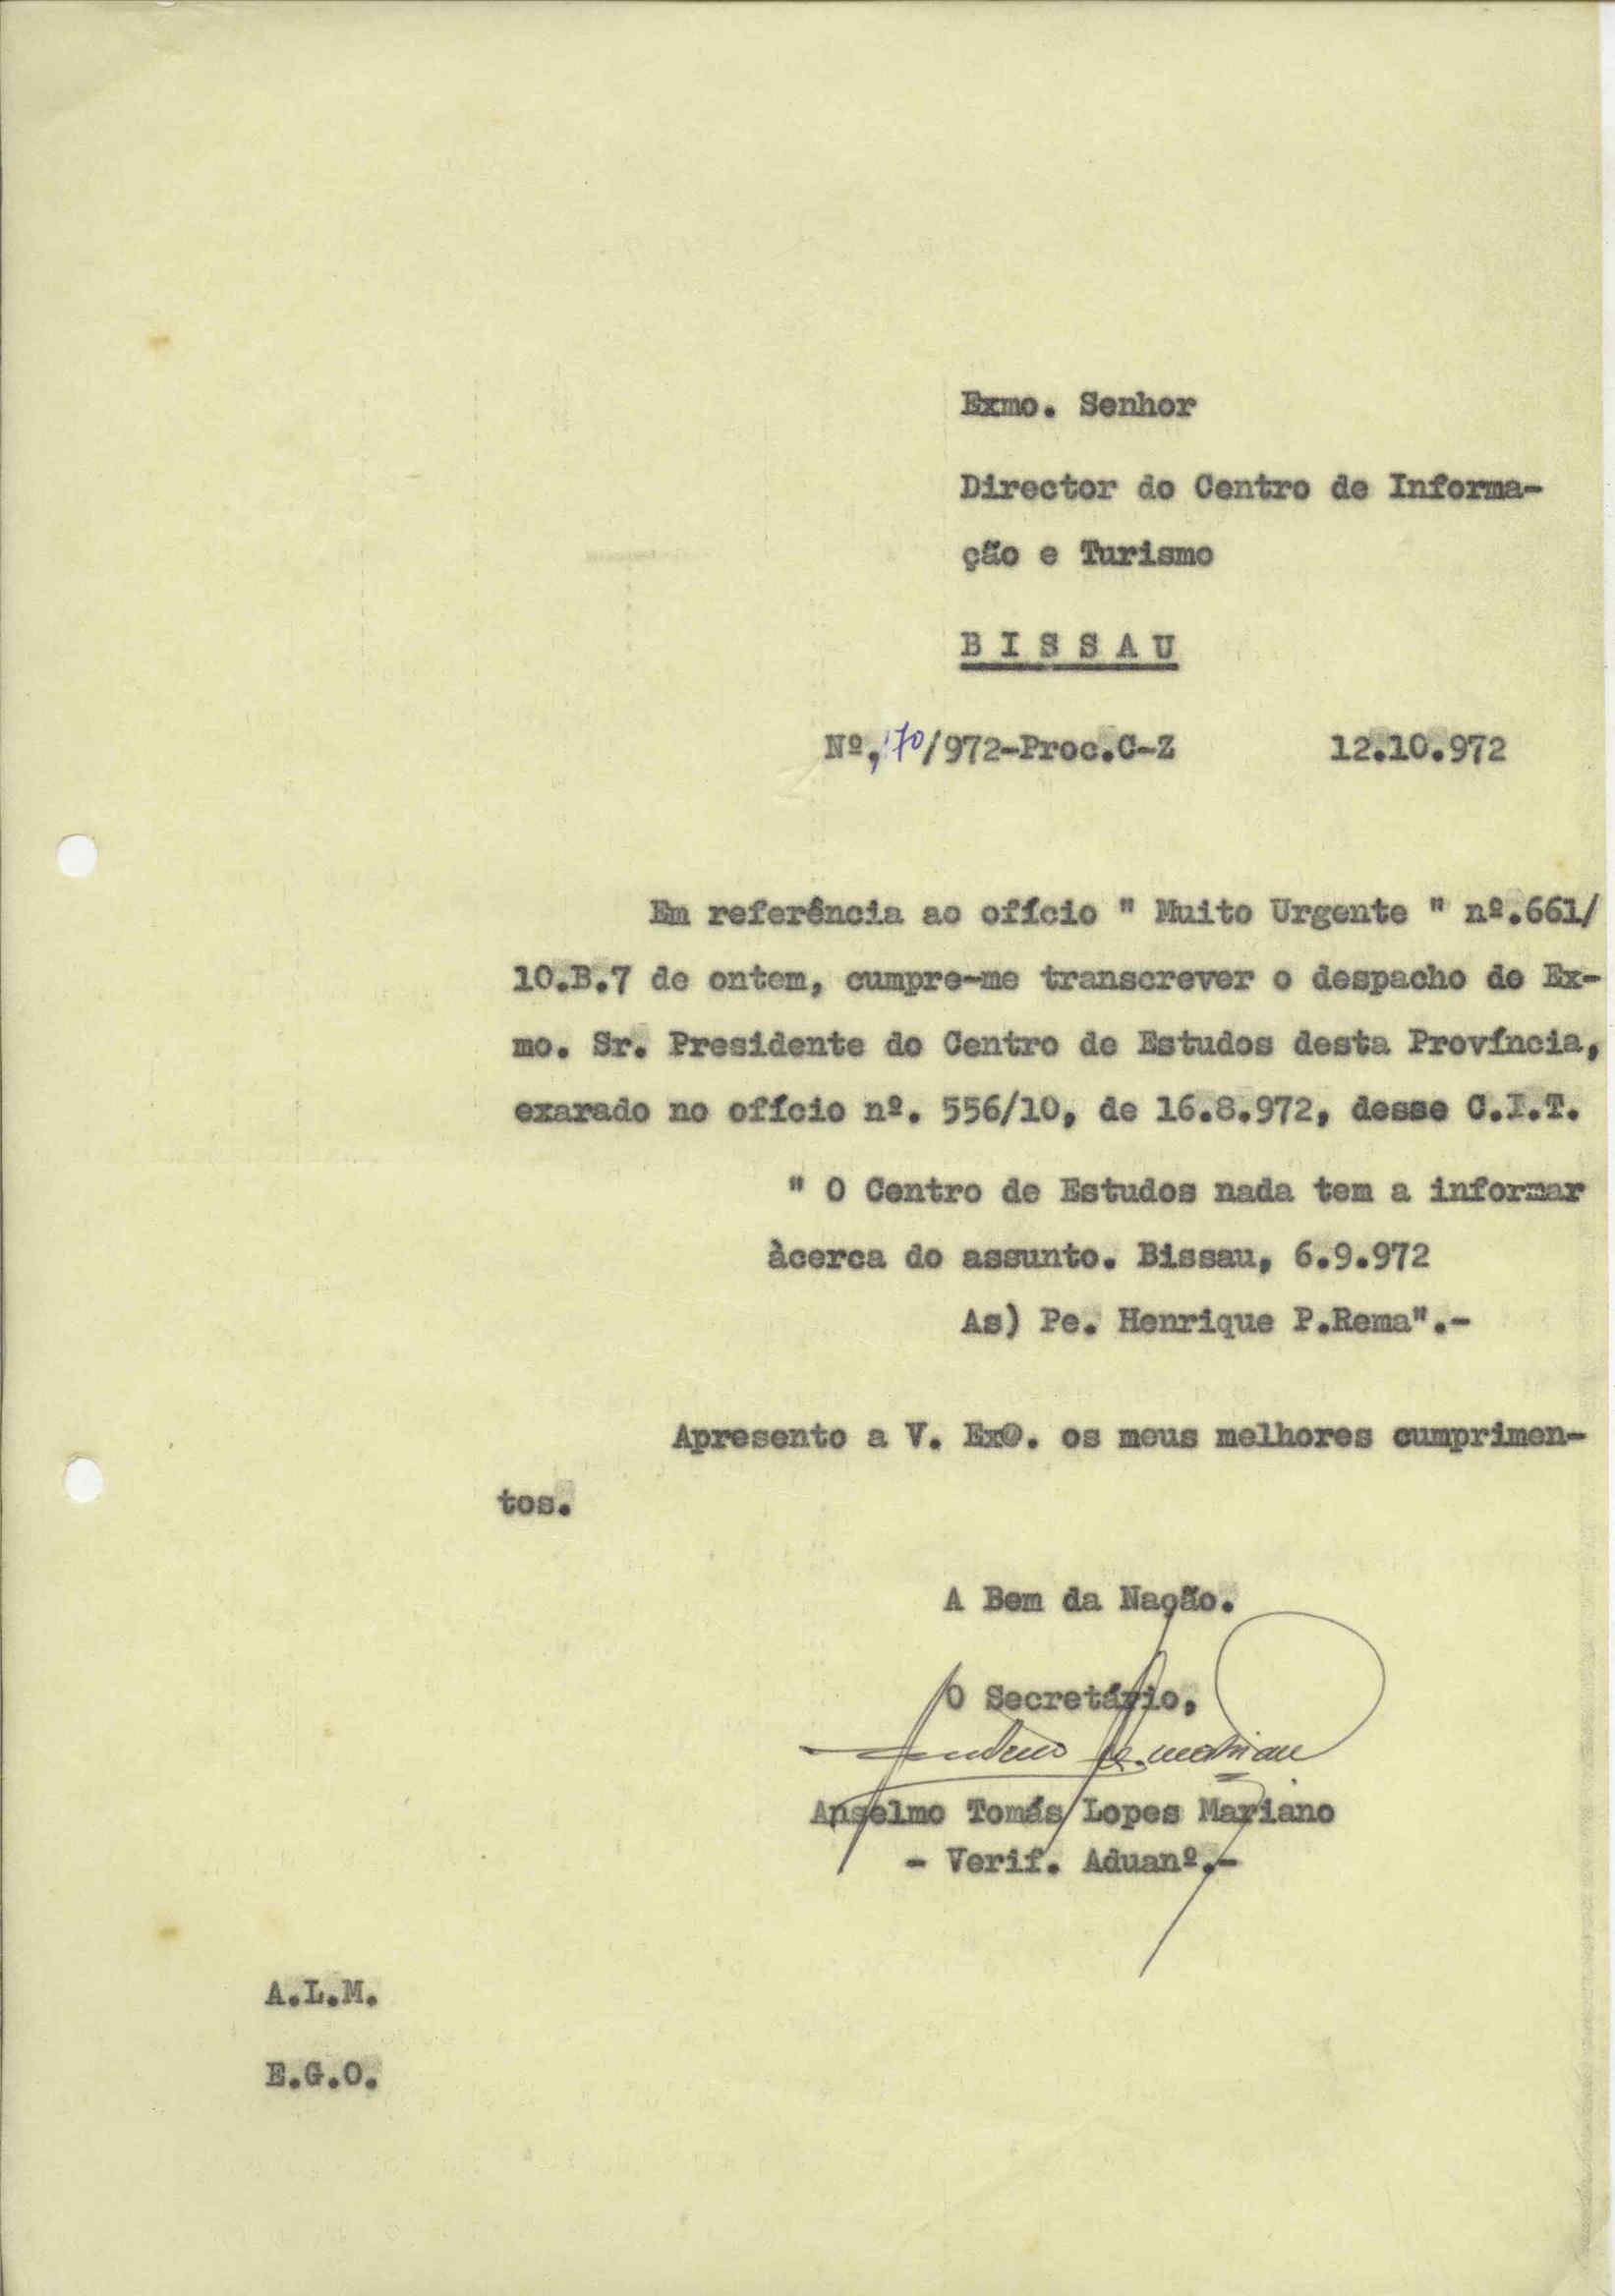 Exmo. Senhor
Director do Centro de Informa-
ção e Turismo
B I S S A U
Nº. 70/972-Proc.C-Z 12.10.972
Em referência ao ofício " Muito Urgente " nº.661/
10.B.7 de ontem, cumpre-me transcrever o despacho de Ex-
mo. Sr. Presidente do Centro de Estudos desta Província,
exarado no ofício nº. 556/10, de 16.8.972, desse C.I.T.
" O Centro de Estudos nada tem a informar
àcerca do assunto. Bissau, 6.9.972
As) Pe. Henrique P.Rema".-
Apresento a V. Exª. os meus melhores cumprimen-
tos.
A Bem da Nação.
O Secretário,
Anselmo Tomás Lopes Mariano
- Verif. Aduanº.-
A.L.M.
E.G.O.